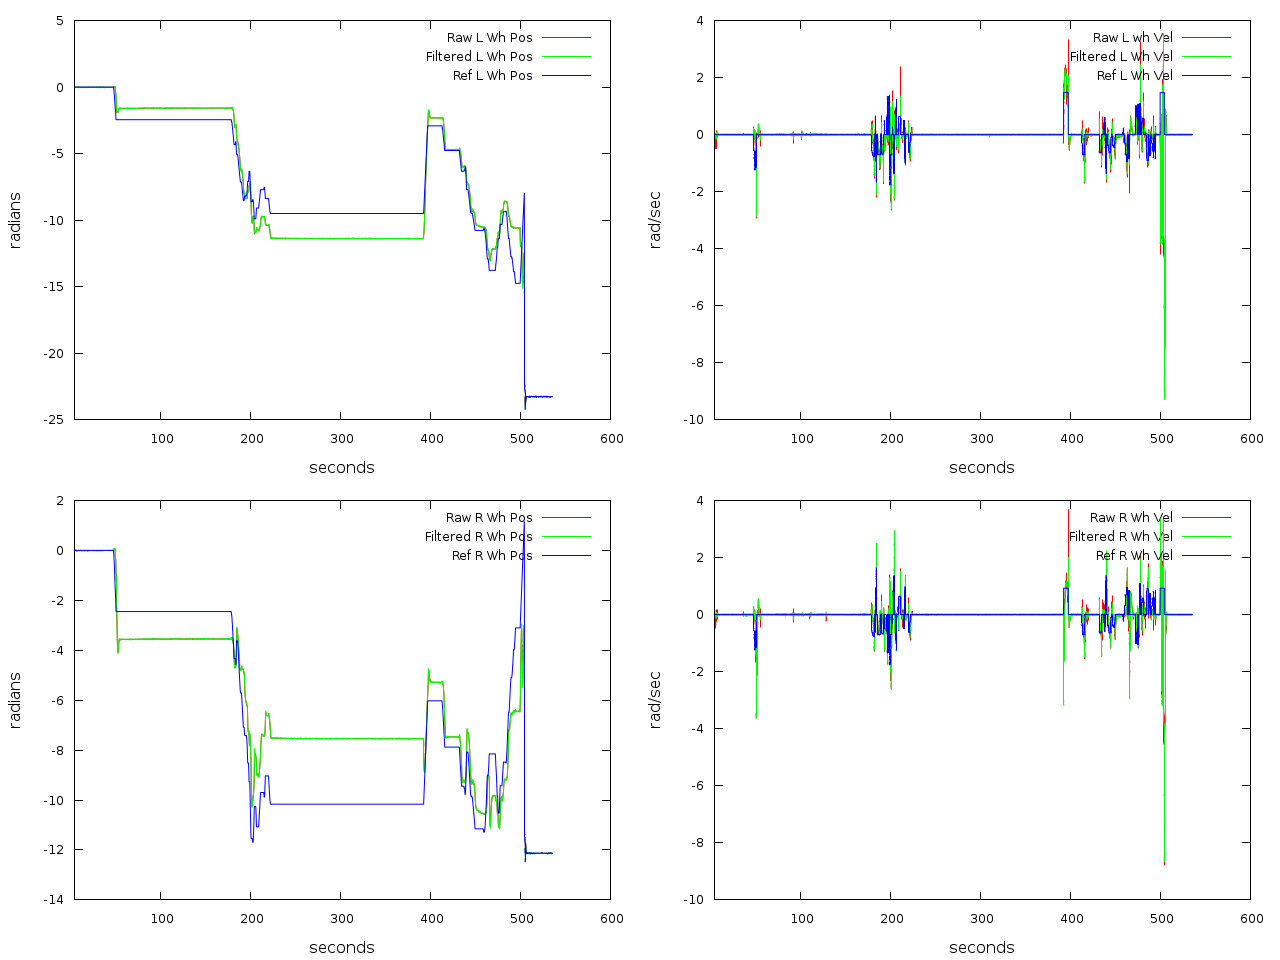 5
0
-5
-10
-15
-20
-25
100 200 300 400 500 600
seconds
radians
Raw L Wh Pos
Filtered L Wh Pos
Ref L Wh Pos
4
2
0
-2
-4
-6
-8
-10
100 200 300 400 500 600
seconds
rad/sec
Raw L wh Vel
Filtered L Wh Vel
Ref L Wh Vel
2
0
-2
-4
-6
-8
-10
-12
-14
100 200 300 400 500 600
seconds
radians
Raw R Wh Pos
Filtered R Wh Pos
Ref R Wh Pos
4
2
0
-2
-4
-6
-8
-10
100 200 300 400 500 600
seconds
rad/sec
Raw R Wh Vel
Filtered R Wh Vel
Ref R Wh Vel